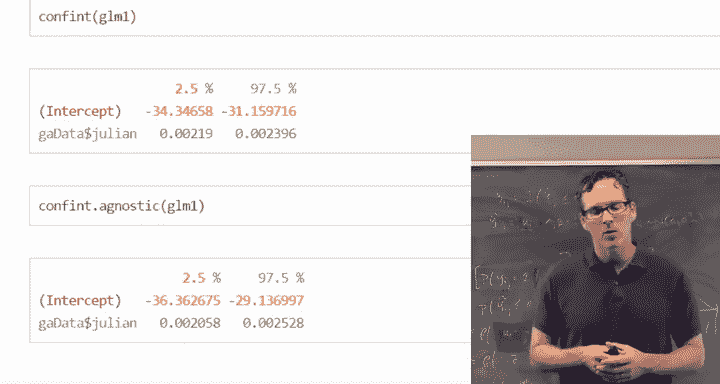 confint(glm1)
2.5 % 97.5 %
(Intercept) -34.34658 -31.159716
gaData$julian 0.00219 0.002396
confint.agnostic(glm1)
2.5 % 97.5 %
(Intercept) -36.362675 -29.136997
gaData$julian 0.002058 0.002528